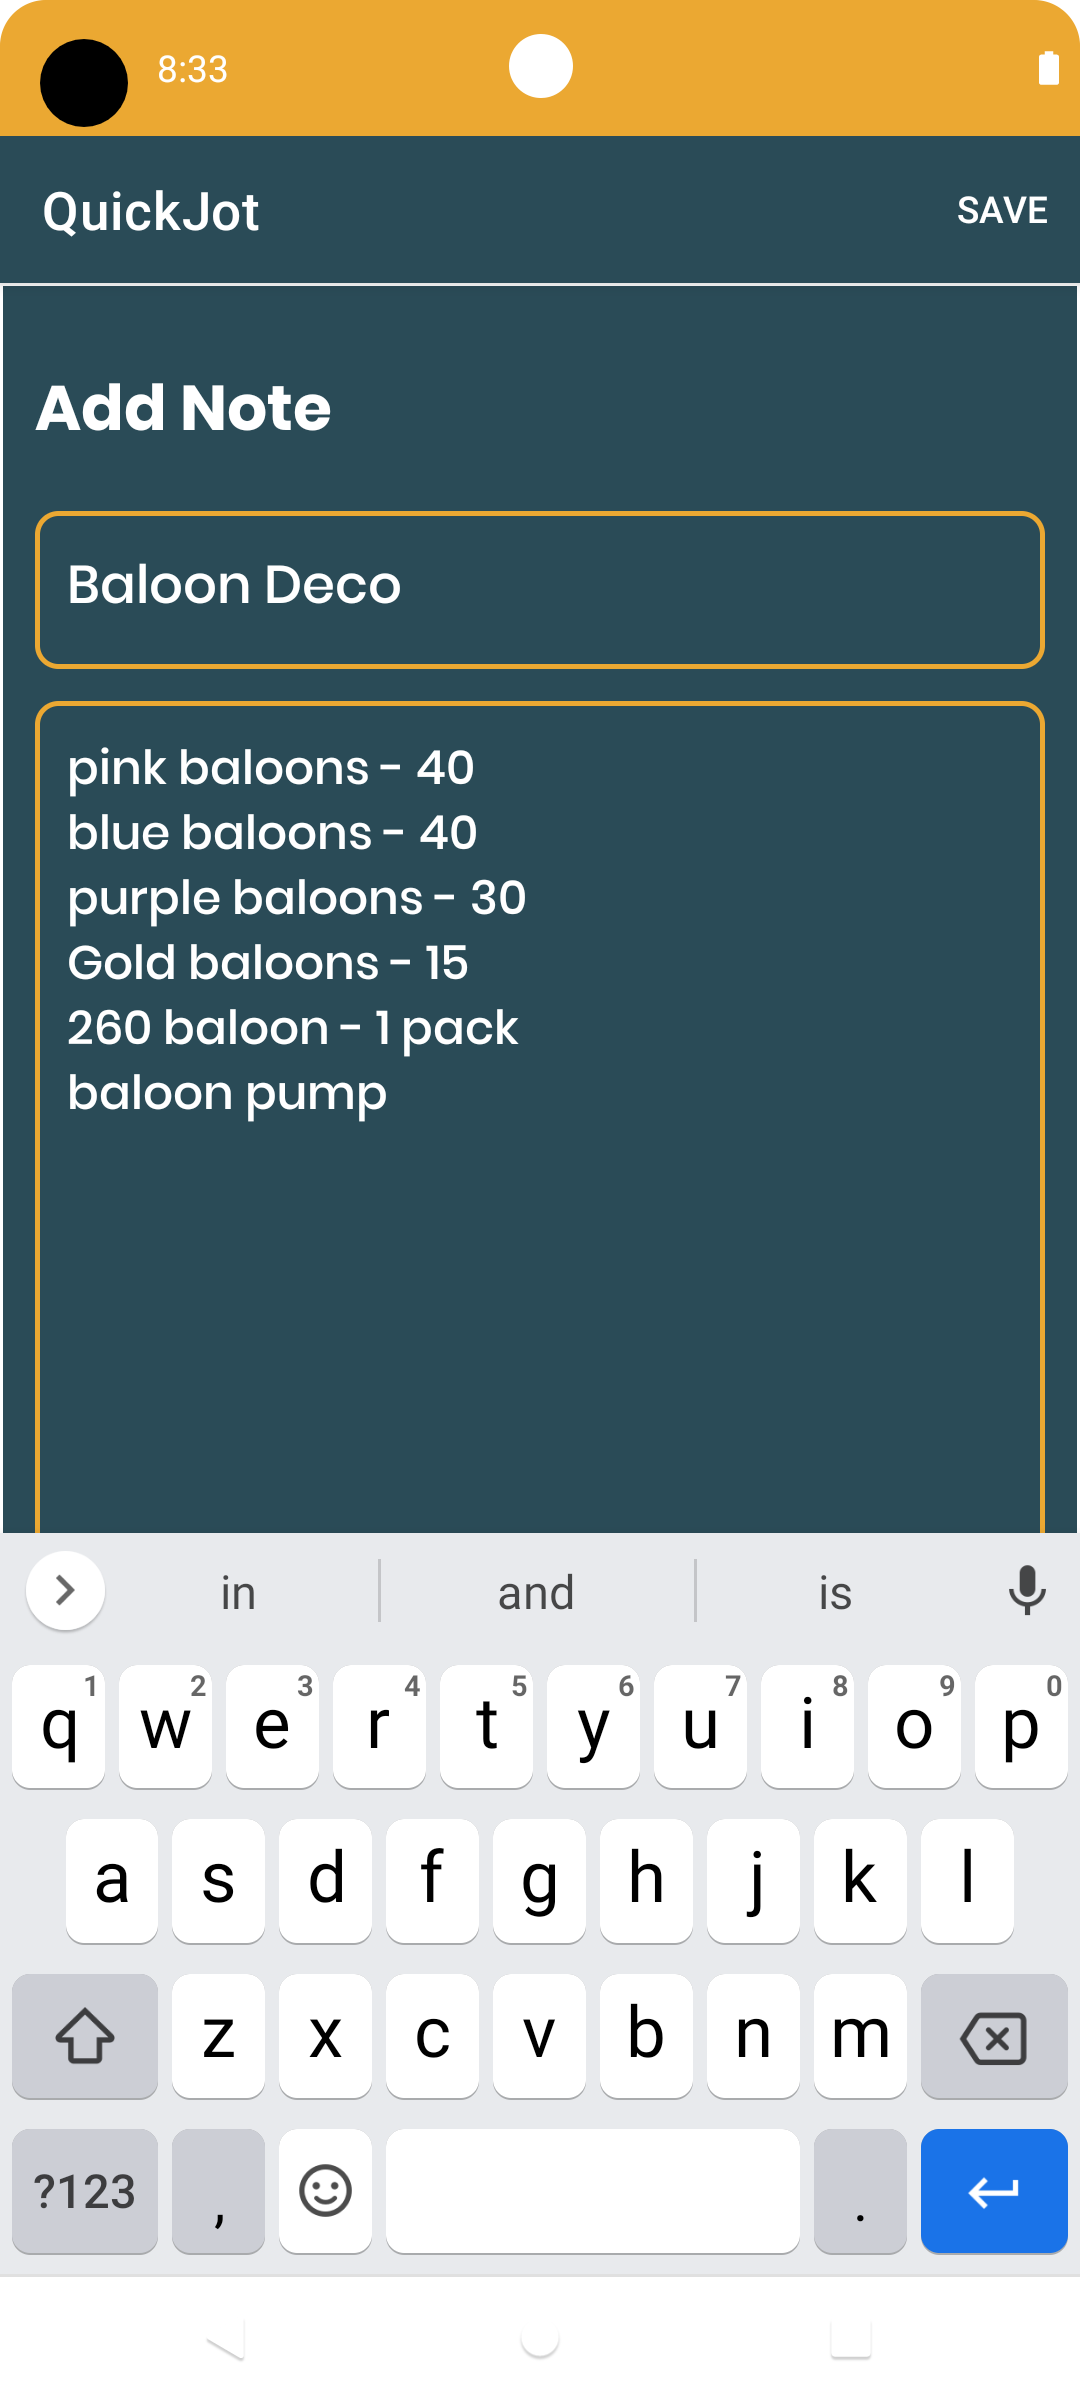 8:33
QuickJot
SAVE
Add Note
Baloon Deco
pink baloons - 40
blue baloons - 40
purple baloons - 30
Gold baloons - 15
260 baloon - 1 pack
baloon pump
in and is
q 1 w 2 e 3 r 4 t 5 y 6 u 7 i 8 o 9 p 0
a s d f g h j k l
z x c v b n m
?123 , .